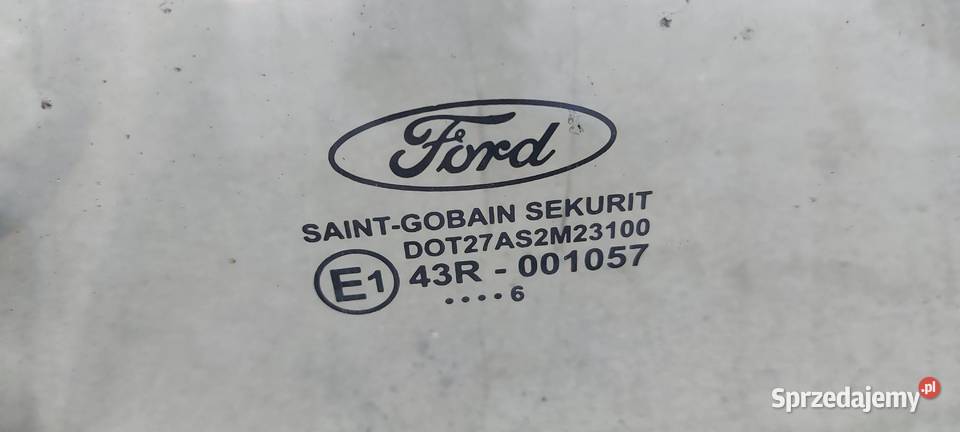 Ford
SAINT-GOBAIN SEKURIT
DOT27AS2M23100
E1 43R - 001057
....6
Sprzedajemy.pl